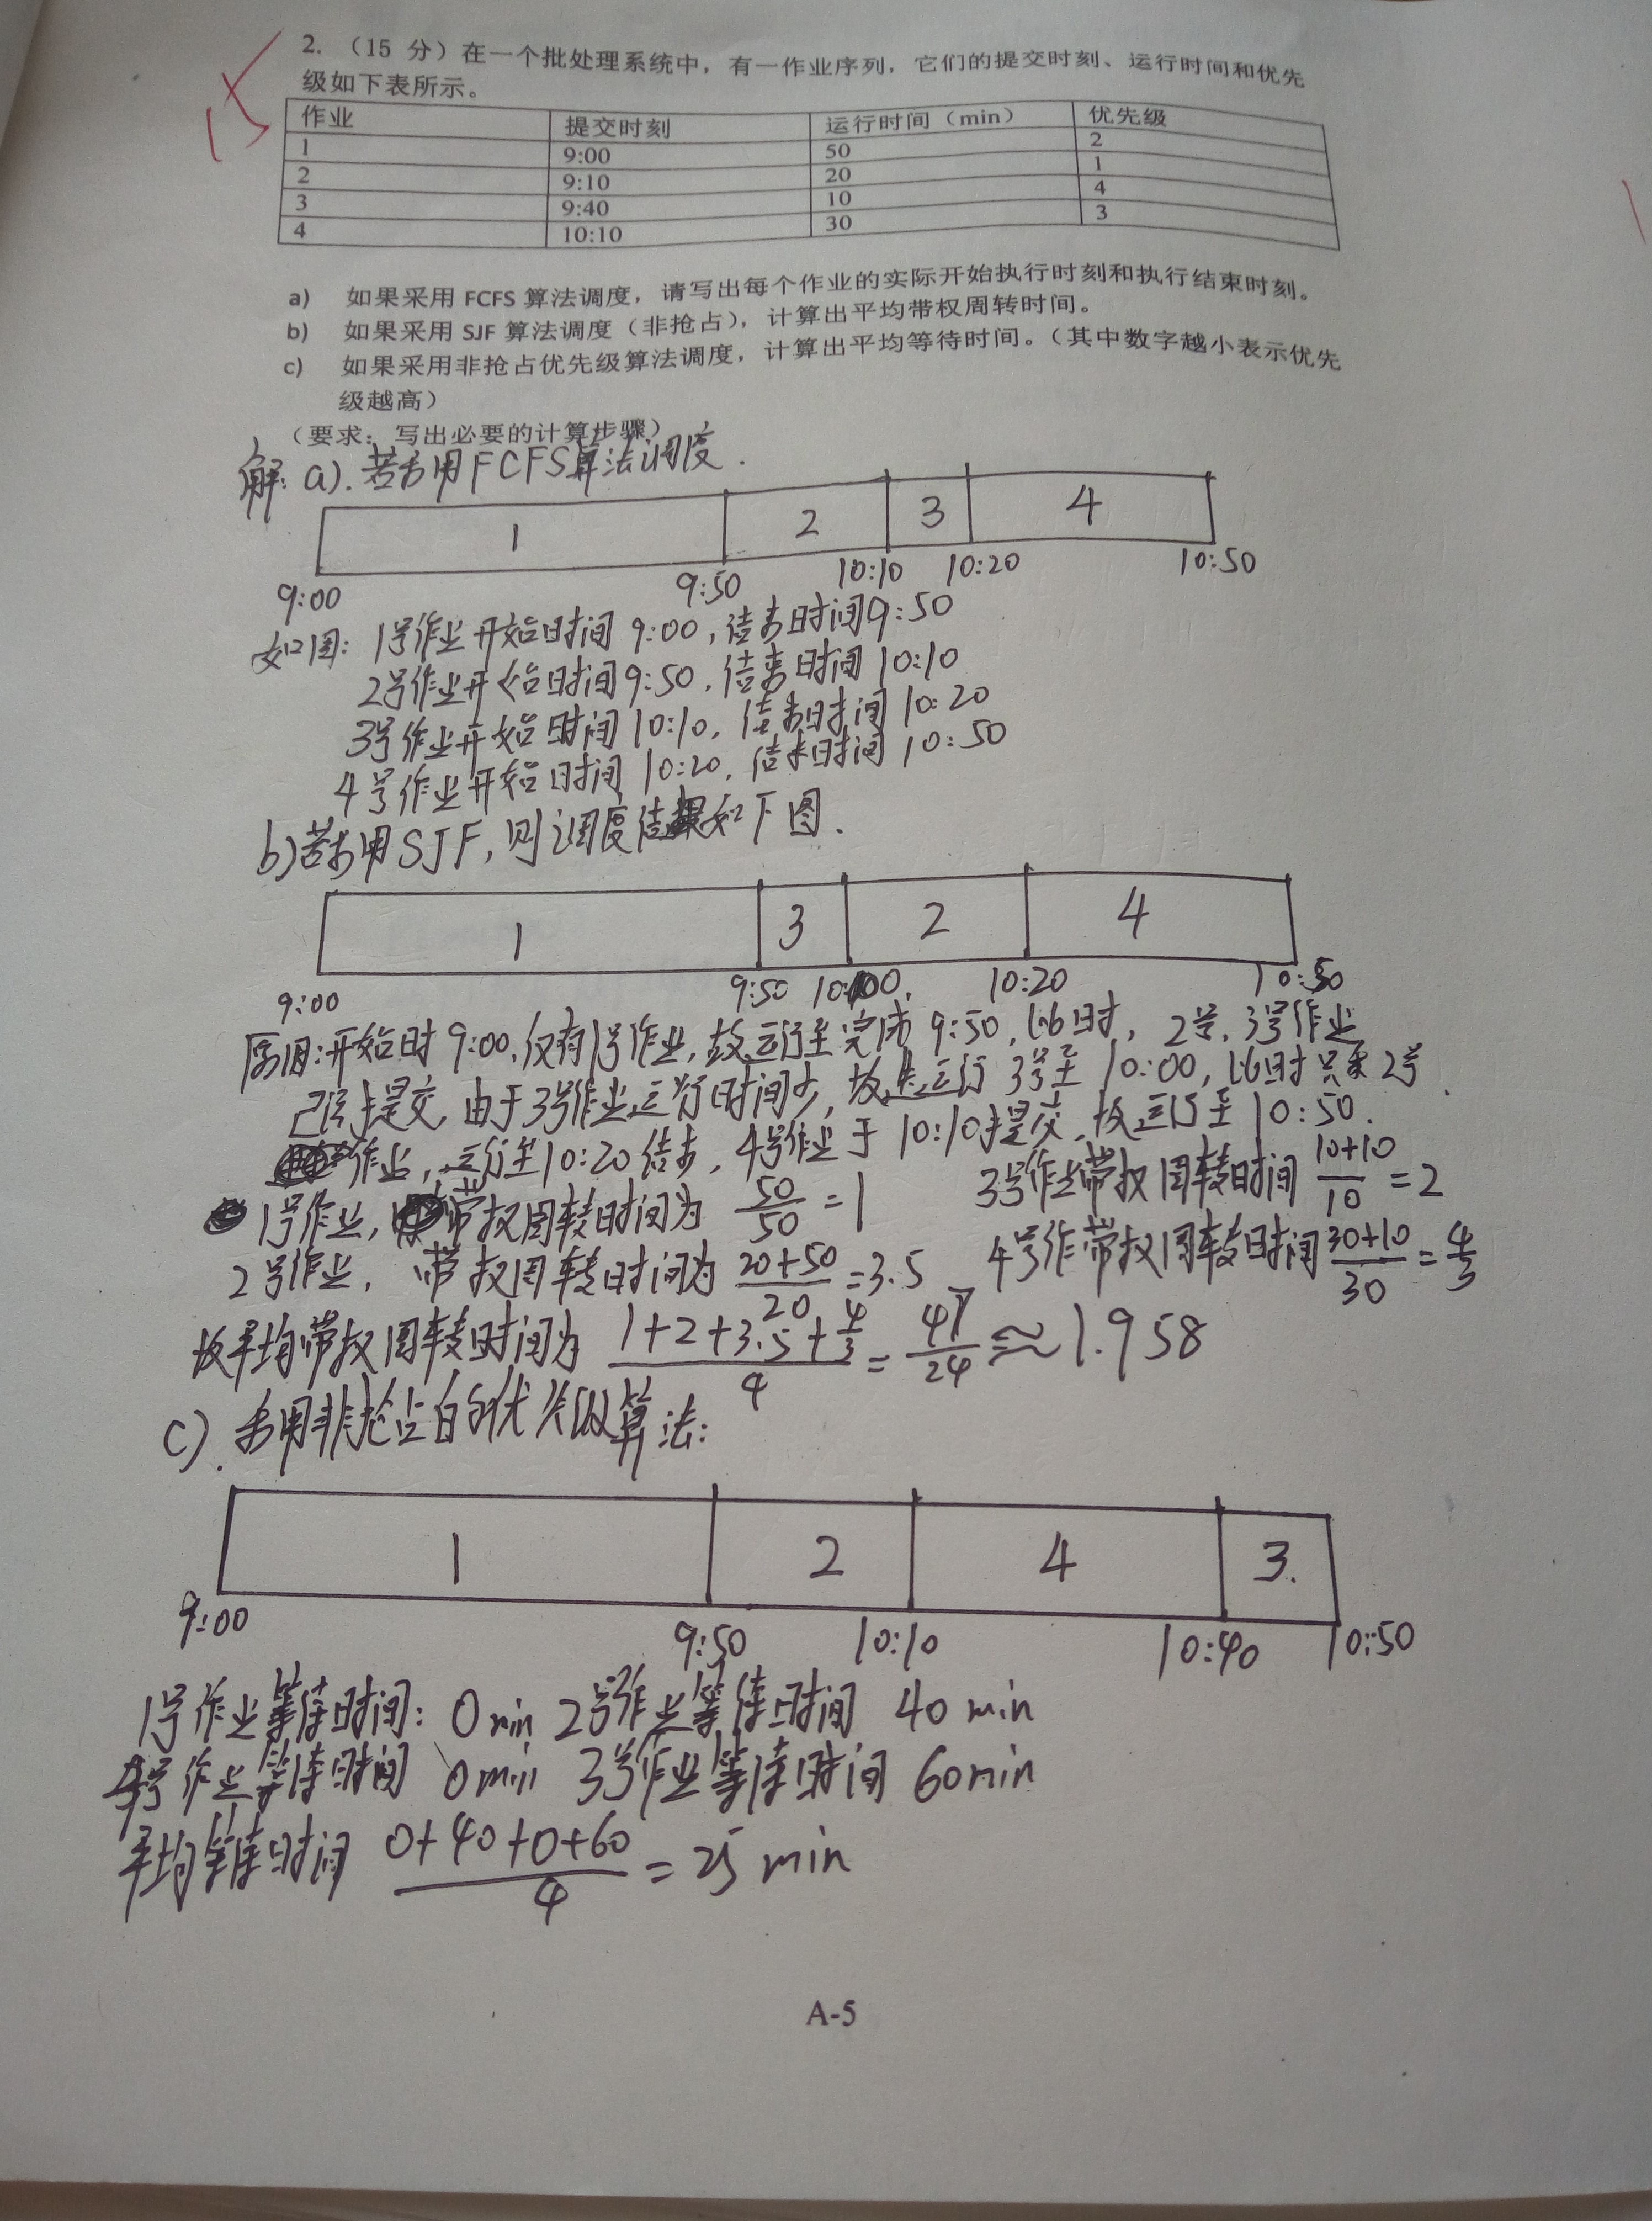 15
2. （15 分）在一个批处理系统中，有一作业序列，它们的提交时刻、运行时间和优先
级如下表所示。
作业 提交时刻 运行时间（min） 优先级
1 9:00 50 2
2 9:10 20 1
3 9:40 10 4
4 10:10 30 3
a) 如果采用 FCFS 算法调度，请写出每个作业的实际开始执行时刻和执行结束时刻。
b) 如果采用 SJF 算法调度（非抢占），计算出平均带权周转时间。
c) 如果采用非抢占优先级算法调度，计算出平均等待时间。（其中数字越小表示优先
级越高）
（要求：写出必要的计算步骤）
解: a). 若采用FCFS算法调度.
1 2 3 4
9:00 9:50 10:10 10:20 10:50
如图: 1号作业开始时间 9:00, 结束时间9:50
2号作业开始时间9:50, 结束时间 10:10
3号作业开始时间 10:10, 结束时间 10:20
4号作业开始时间 10:20, 结束时间 10:50
b)若采用SJF, 则调度结果如下图.
1 3 2 4
9:00 9:50 10:00 10:20 10:50
原因:开始时 9:00,仅有1号作业,故运行至完成 9:50,此时, 2号,3号作业
已经提交,由于3号作业运行时间少,故先运行 3号至 10:00,此时只剩2号
作业,运行至10:20结束, 4号作业于 10:10提交,故运行至 10:50.
1号作业, 带权周转时间为 50/50 = 1 3号作业带权周转时间 10+10/10 = 2
2号作业, 带权周转时间为 20+50/20 = 3.5 4号作带权周转时间 30+10/30 = 4/3
故平均带权周转时间为 1+2+3.5+4/3 / 4 = 47/24 ≈ 1.958
c). 采用非抢占的优先级算法:
1 2 4 3.
9:00 9:50 10:10 10:40 10:50
1号作业等待时间: 0 min 2号作业等待时间 40 min
4号作业等待时间 0min 3号作业等待时间 60min
平均等待时间 0+40+0+60 / 4 = 25 min
A-5